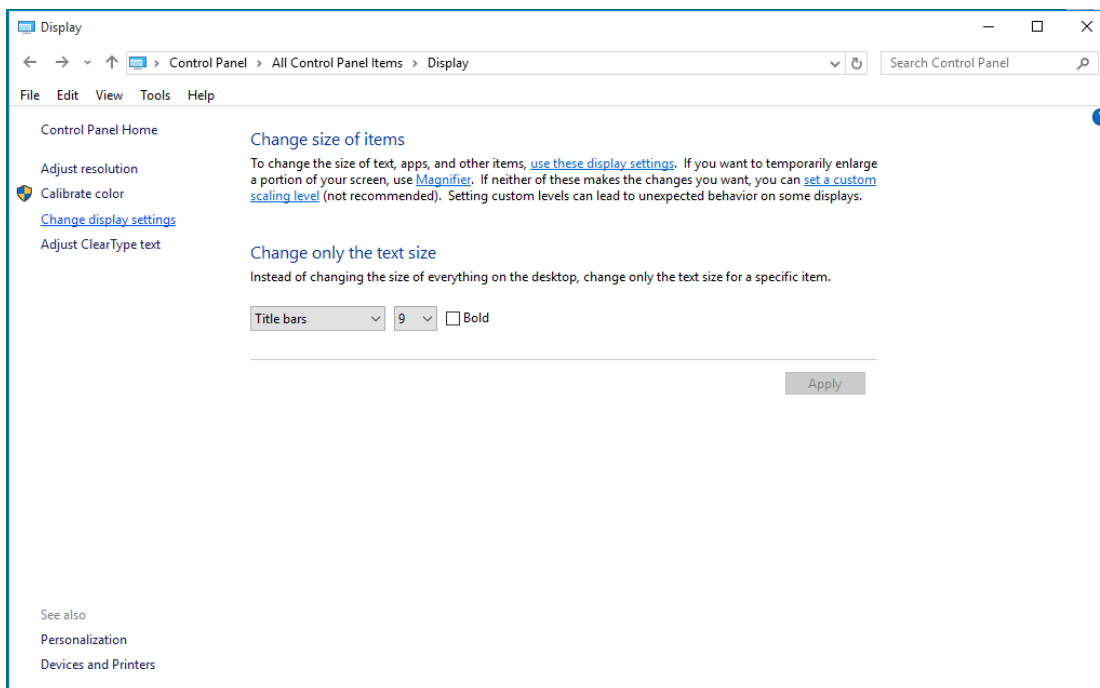 Display
Control Panel > All Control Panel Items > Display
Search Control Panel
File Edit View Tools Help
Control Panel Home
Adjust resolution
Calibrate color
Change display settings
Adjust ClearType text
Change size of items
To change the size of text, apps, and other items, use these display settings. If you want to temporarily enlarge
a portion of your screen, use Magnifier. If neither of these makes the changes you want, you can set a custom
scaling level (not recommended). Setting custom levels can lead to unexpected behavior on some displays.
Change only the text size
Instead of changing the size of everything on the desktop, change only the text size for a specific item.
Title bars 9 Bold
Apply
See also
Personalization
Devices and Printers